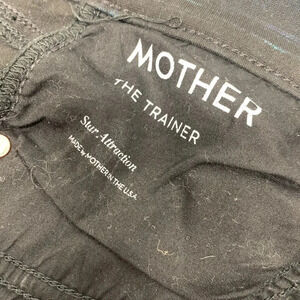 MOTHER
THE TRAINER
Star Attraction
MADE by MOTHER IN THE U.S.A.